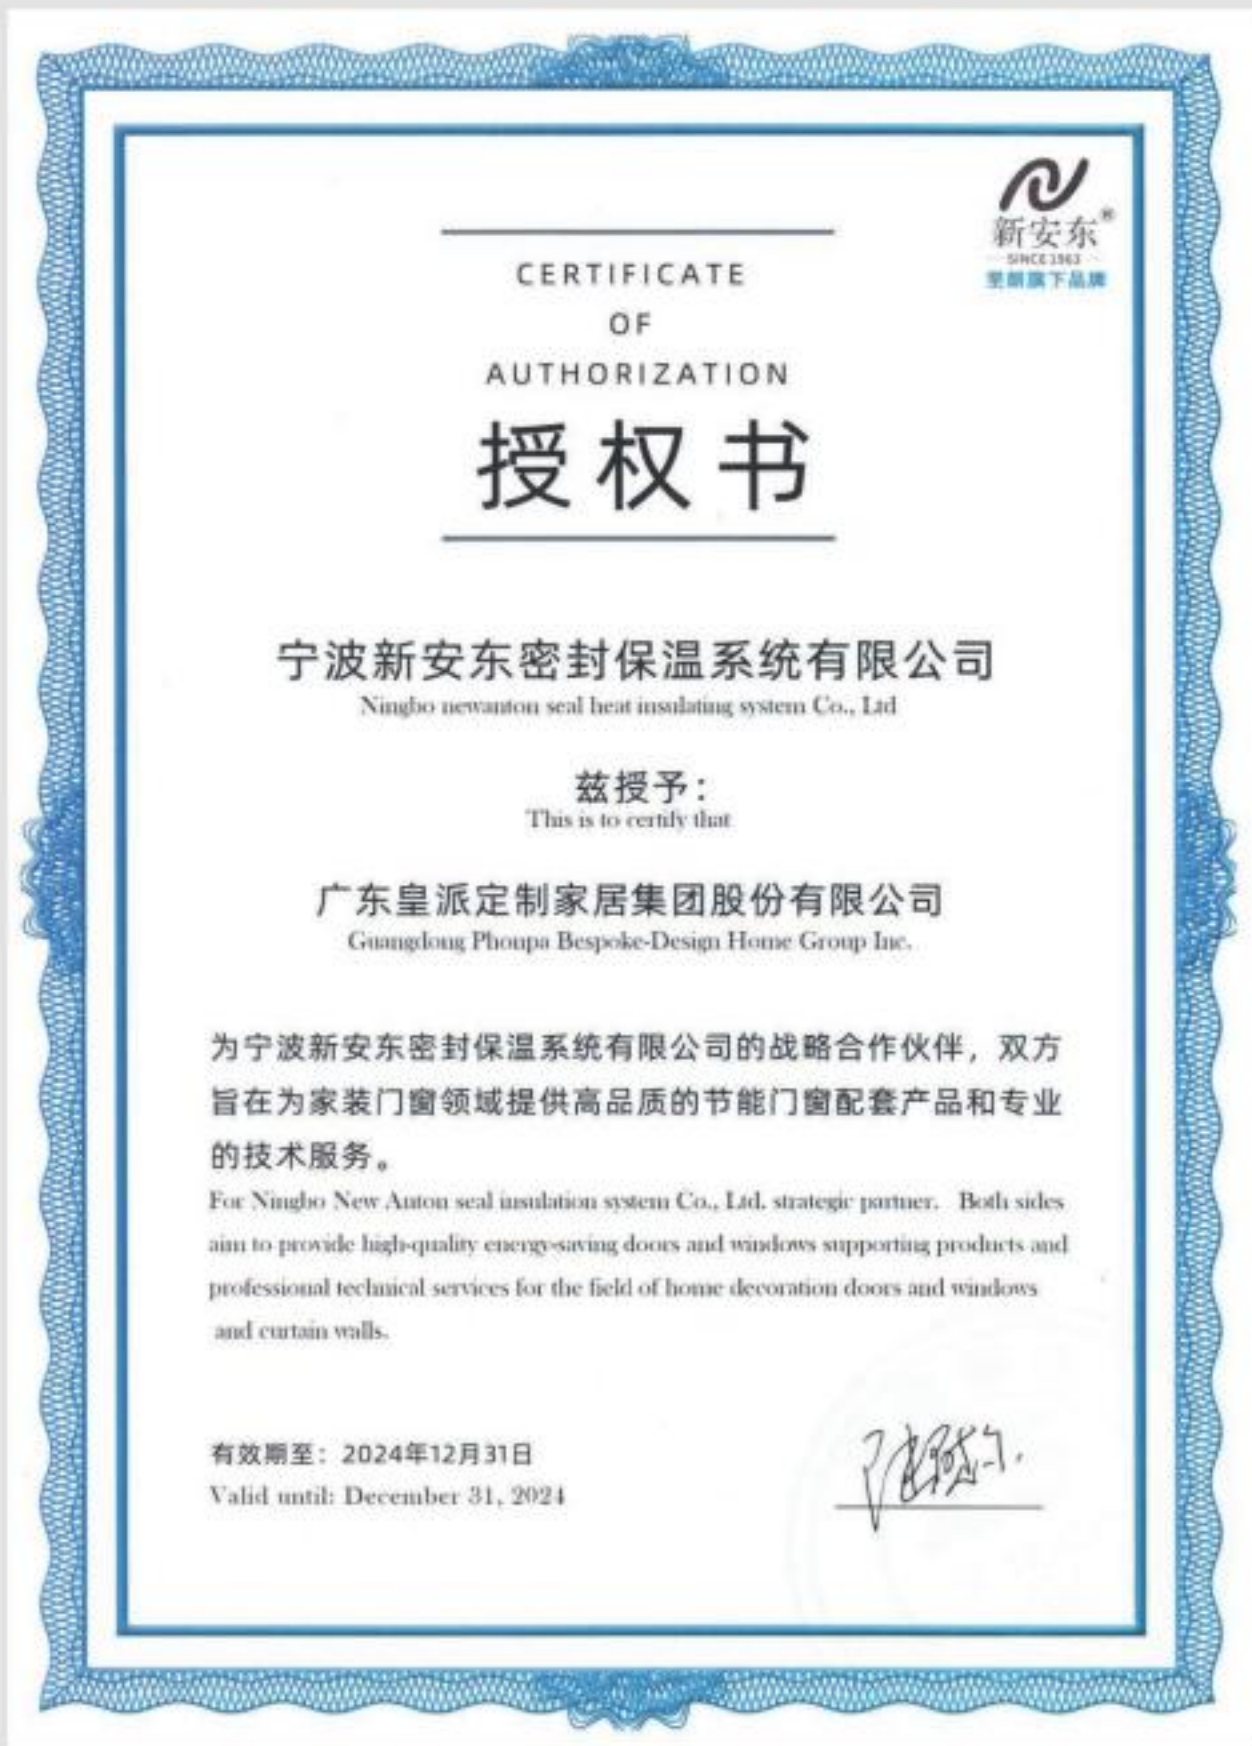 新安东®
SINCE 1963
CERTIFICATE
OF
AUTHORIZATION
授权书
宁波新安东密封保温系统有限公司
Ningbo newanton seal heat insulating system Co., Ltd
兹授予：
This is to certify that
广东皇派定制家居集团股份有限公司
Guangdong Phonpa Bespoke-Design Home Group Inc.
为宁波新安东密封保温系统有限公司的战略合作伙伴，双方
旨在为家装门窗领域提供高品质的节能门窗配套产品和专业
的技术服务。
For Ningbo New Anton seal insulation system Co., Ltd. strategic partner. Both sides
aim to provide high-quality energy-saving doors and windows supporting products and
professional technical services for the field of home decoration doors and windows
and curtain walls.
有效期至：2024年12月31日
Valid until: December 31, 2024